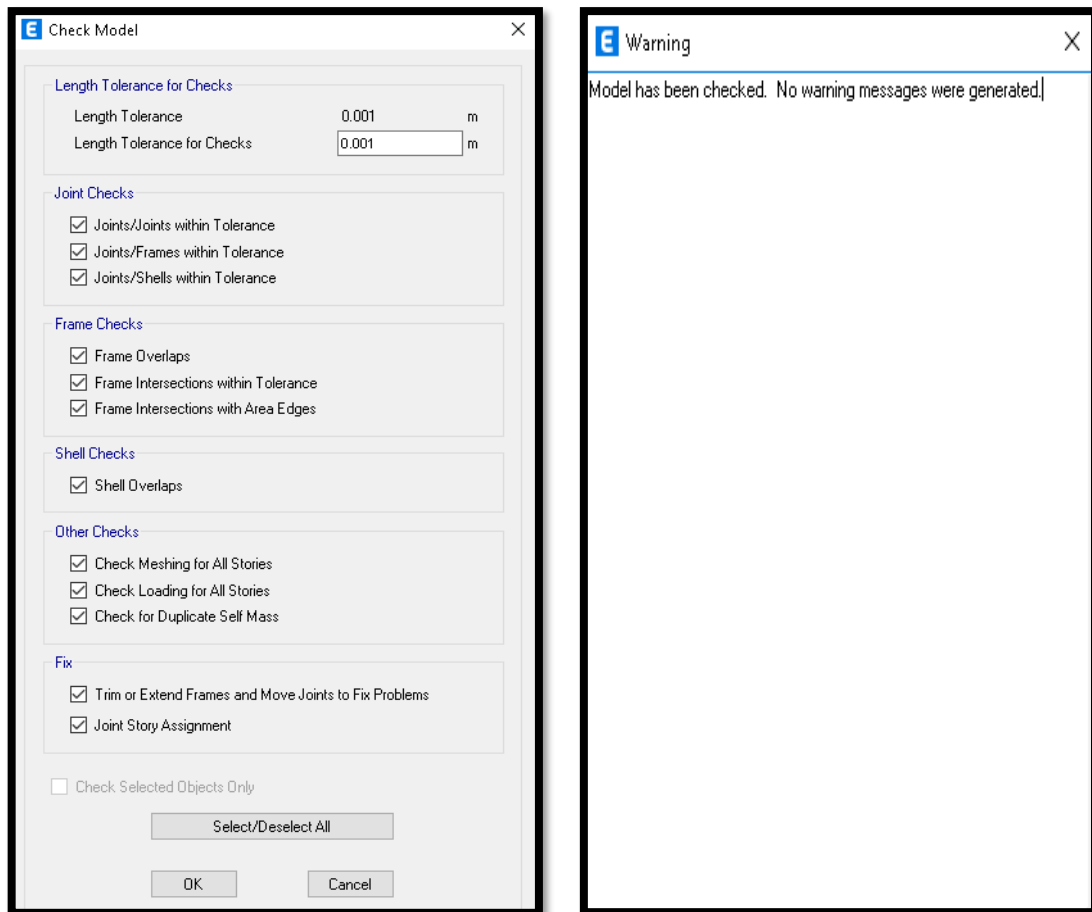 E Check Model
Length Tolerance for Checks
Length Tolerance 0.001 m
Length Tolerance for Checks 0.001 m
Joint Checks
Joints/Joints within Tolerance
Joints/Frames within Tolerance
Joints/Shells within Tolerance
Frame Checks
Frame Overlaps
Frame Intersections within Tolerance
Frame Intersections with Area Edges
Shell Checks
Shell Overlaps
Other Checks
Check Meshing for All Stories
Check Loading for All Stories
Check for Duplicate Self Mass
Fix
Trim or Extend Frames and Move Joints to Fix Problems
Joint Story Assignment
Check Selected Objects Only
Select/Deselect All
OK Cancel
E Warning
Model has been checked. No warning messages were generated.